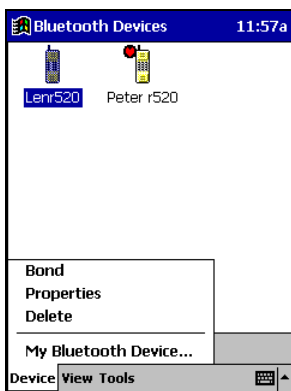 Bluetooth Devices 11:57a
Lenr520 Peter r520
Bond
Properties
Delete
My Bluetooth Device...
Device View Tools